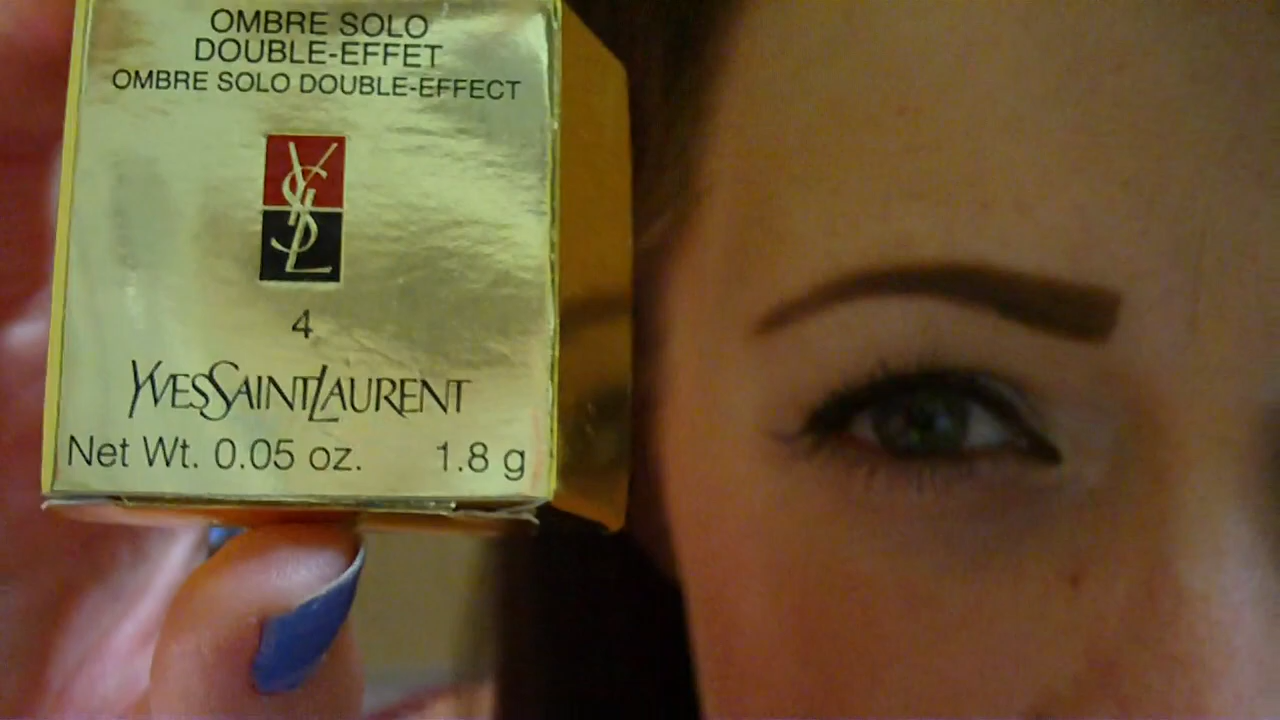 OMBRE SOLO
DOUBLE-EFFET
OMBRE SOLO DOUBLE-EFFECT
YSL
4
YVESSAINTLAURENT
Net Wt. 0.05 oz. 1.8 g